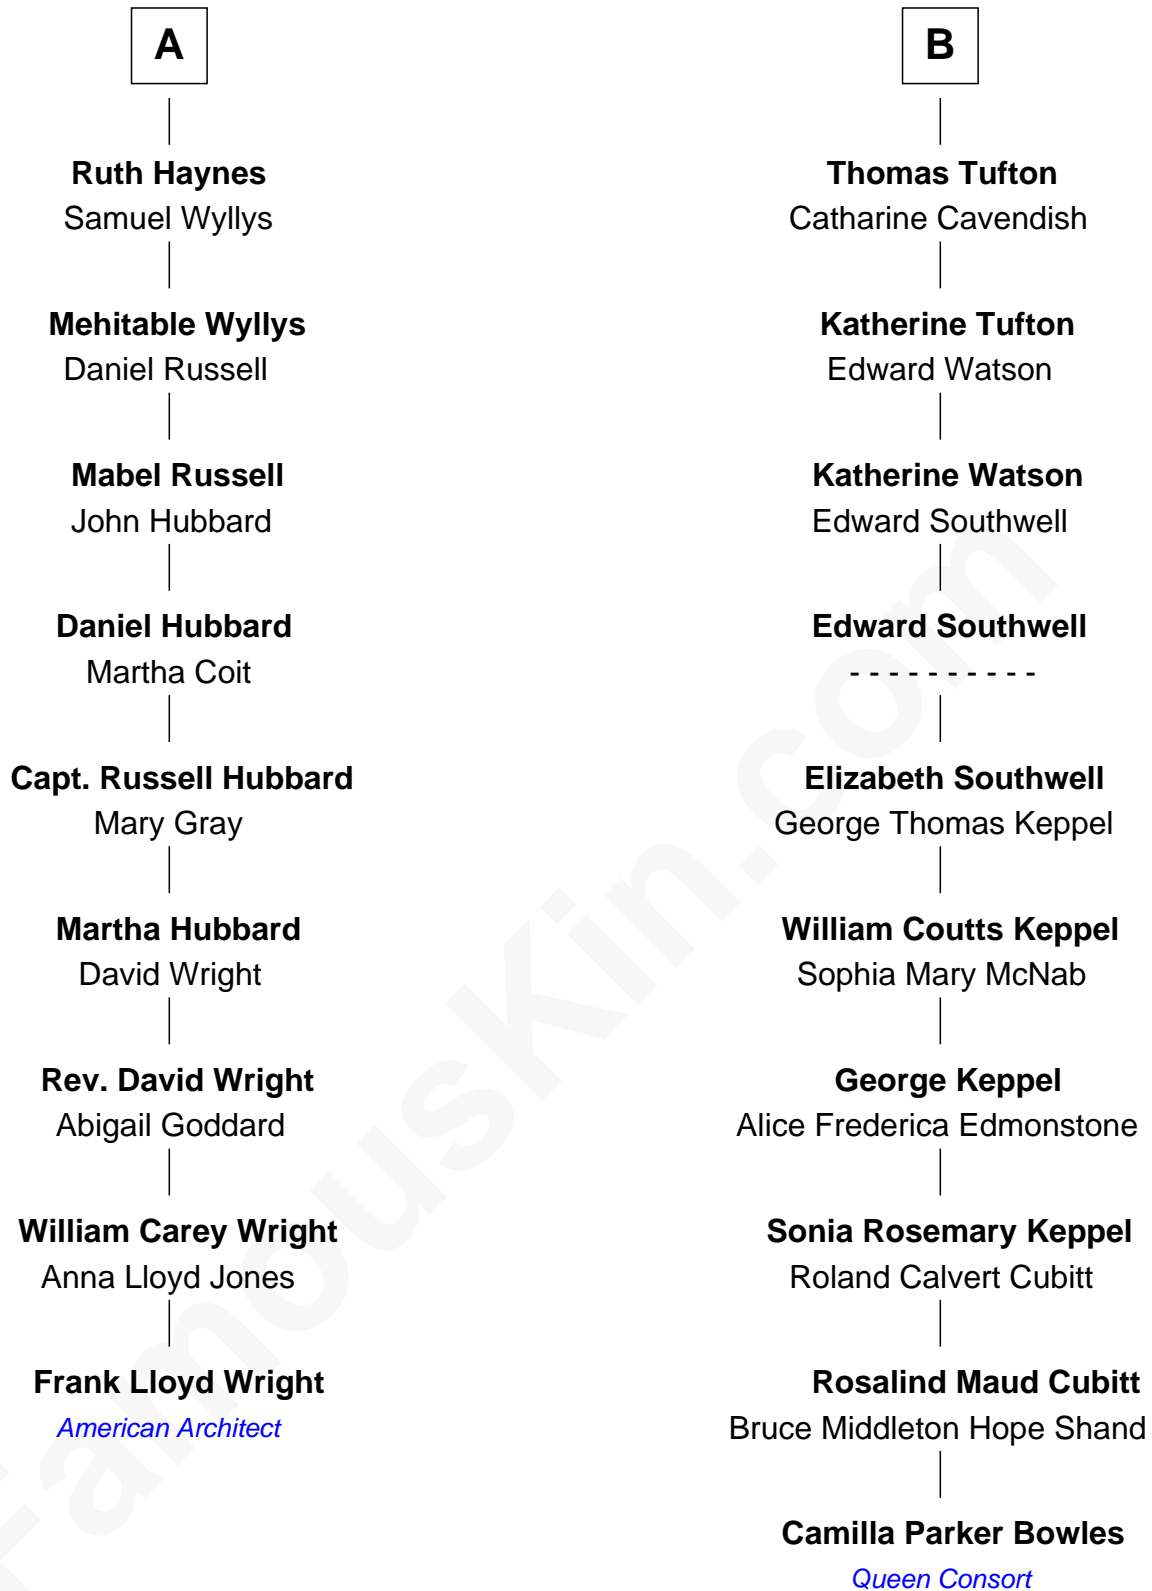 A
Ruth Haynes
Samuel Wyllys
Mehitable Wyllys
Daniel Russell
Mabel Russell
John Hubbard
Daniel Hubbard
Martha Coit
Capt. Russell Hubbard
Mary Gray
Martha Hubbard
David Wright
Rev. David Wright
Abigail Goddard
William Carey Wright
Anna Lloyd Jones
Frank Lloyd Wright
American Architect
B
Thomas Tufton
Catharine Cavendish
Katherine Tufton
Edward Watson
Katherine Watson
Edward Southwell
Edward Southwell
- - - - - - - - - -
Elizabeth Southwell
George Thomas Keppel
William Coutts Keppel
Sophia Mary McNab
George Keppel
Alice Frederica Edmonstone
Sonia Rosemary Keppel
Roland Calvert Cubitt
Rosalind Maud Cubitt
Bruce Middleton Hope Shand
Camilla Parker Bowles
Queen Consort
FamousKin.com